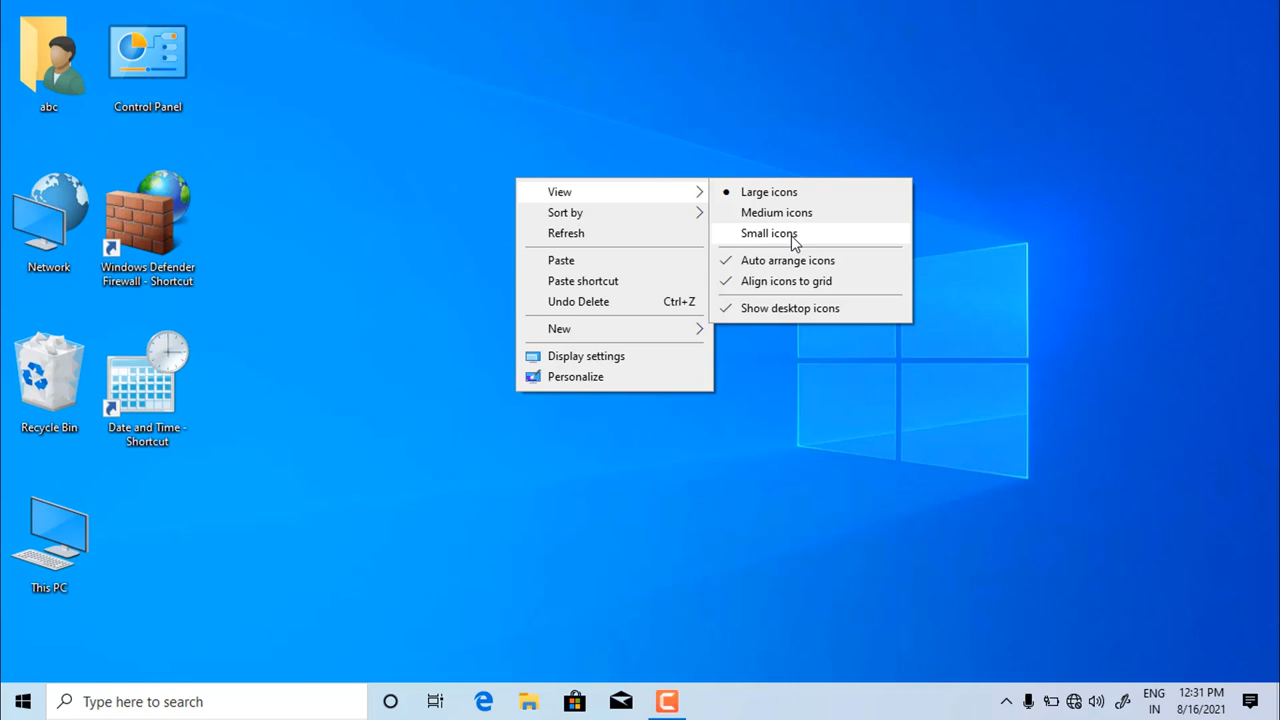 abc
Control Panel
Network
Windows Defender
Firewall - Shortcut
Recycle Bin
Date and Time -
Shortcut
This PC
View
Sort by
Refresh
Paste
Paste shortcut
Undo Delete Ctrl+Z
New
Display settings
Personalize
Large icons
Medium icons
Small icons
Auto arrange icons
Align icons to grid
Show desktop icons
Type here to search
ENG
IN
12:31 PM
8/16/2021